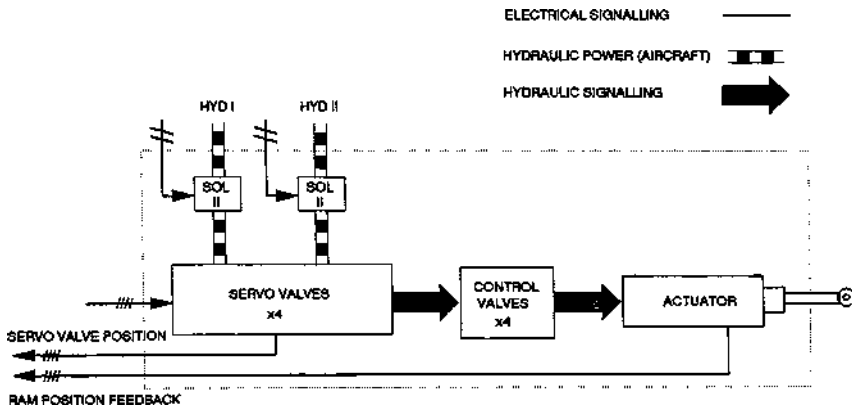 ELECTRICAL SIGNALLING
HYDRAULIC POWER (AIRCRAFT)
HYDRAULIC SIGNALLING
HYD I
HYD II
SOL
II
SOL
II
SERVO VALVES
x4
CONTROL
VALVES
x4
ACTUATOR
SERVO VALVE POSITION
RAM POSITION FEEDBACK